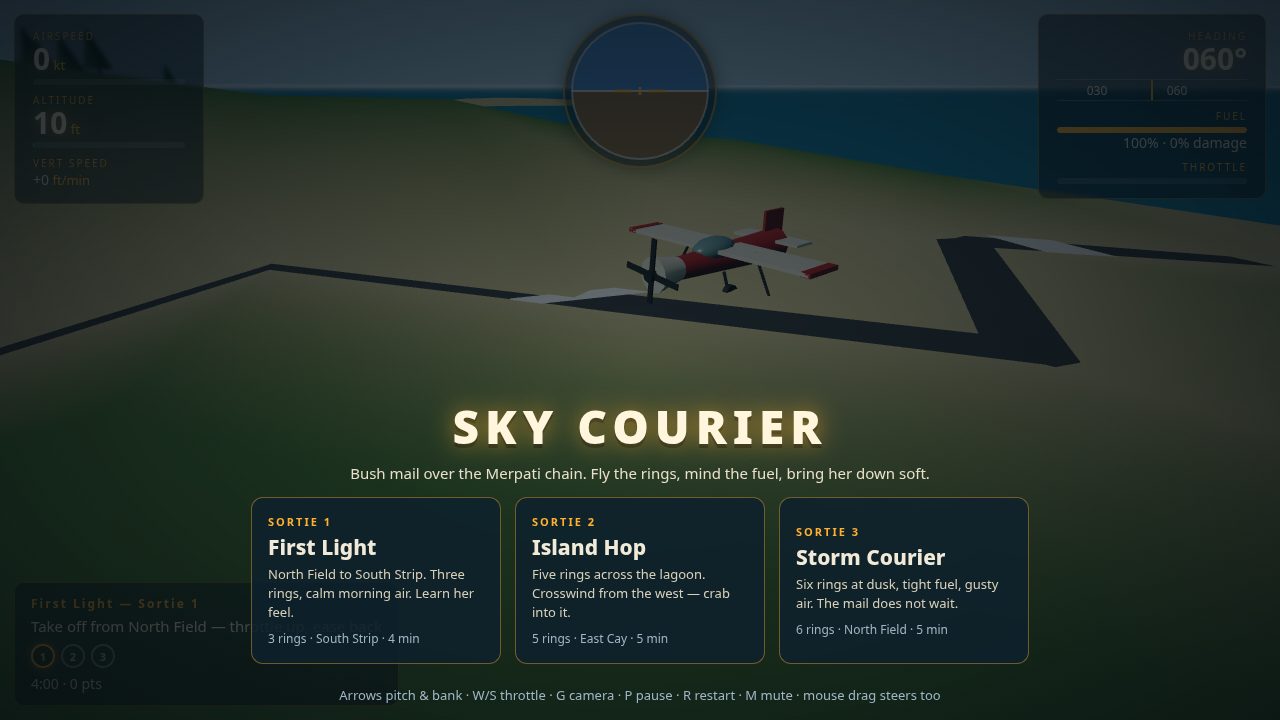 AIRSPEED
0 kt
ALTITUDE
10 ft
VERT SPEED
+0 ft/min
HEADING
060°
030 060
FUEL
100% · 0% damage
THROTTLE
SKY COURIER
Bush mail over the Merpati chain. Fly the rings, mind the fuel, bring her down soft.
SORTIE 1
First Light
North Field to South Strip. Three
rings, calm morning air. Learn her
feel.
3 rings · South Strip · 4 min
SORTIE 2
Island Hop
Five rings across the lagoon.
Crosswind from the west — crab
into it.
5 rings · East Cay · 5 min
SORTIE 3
Storm Courier
Six rings at dusk, tight fuel, gusty
air. The mail does not wait.
6 rings · North Field · 5 min
First Light — Sortie 1
Take off from North Field — throttle up, ease back
1 2 3
4:00 · 0 pts
Arrows pitch & bank · W/S throttle · G camera · P pause · R restart · M mute · mouse drag steers too